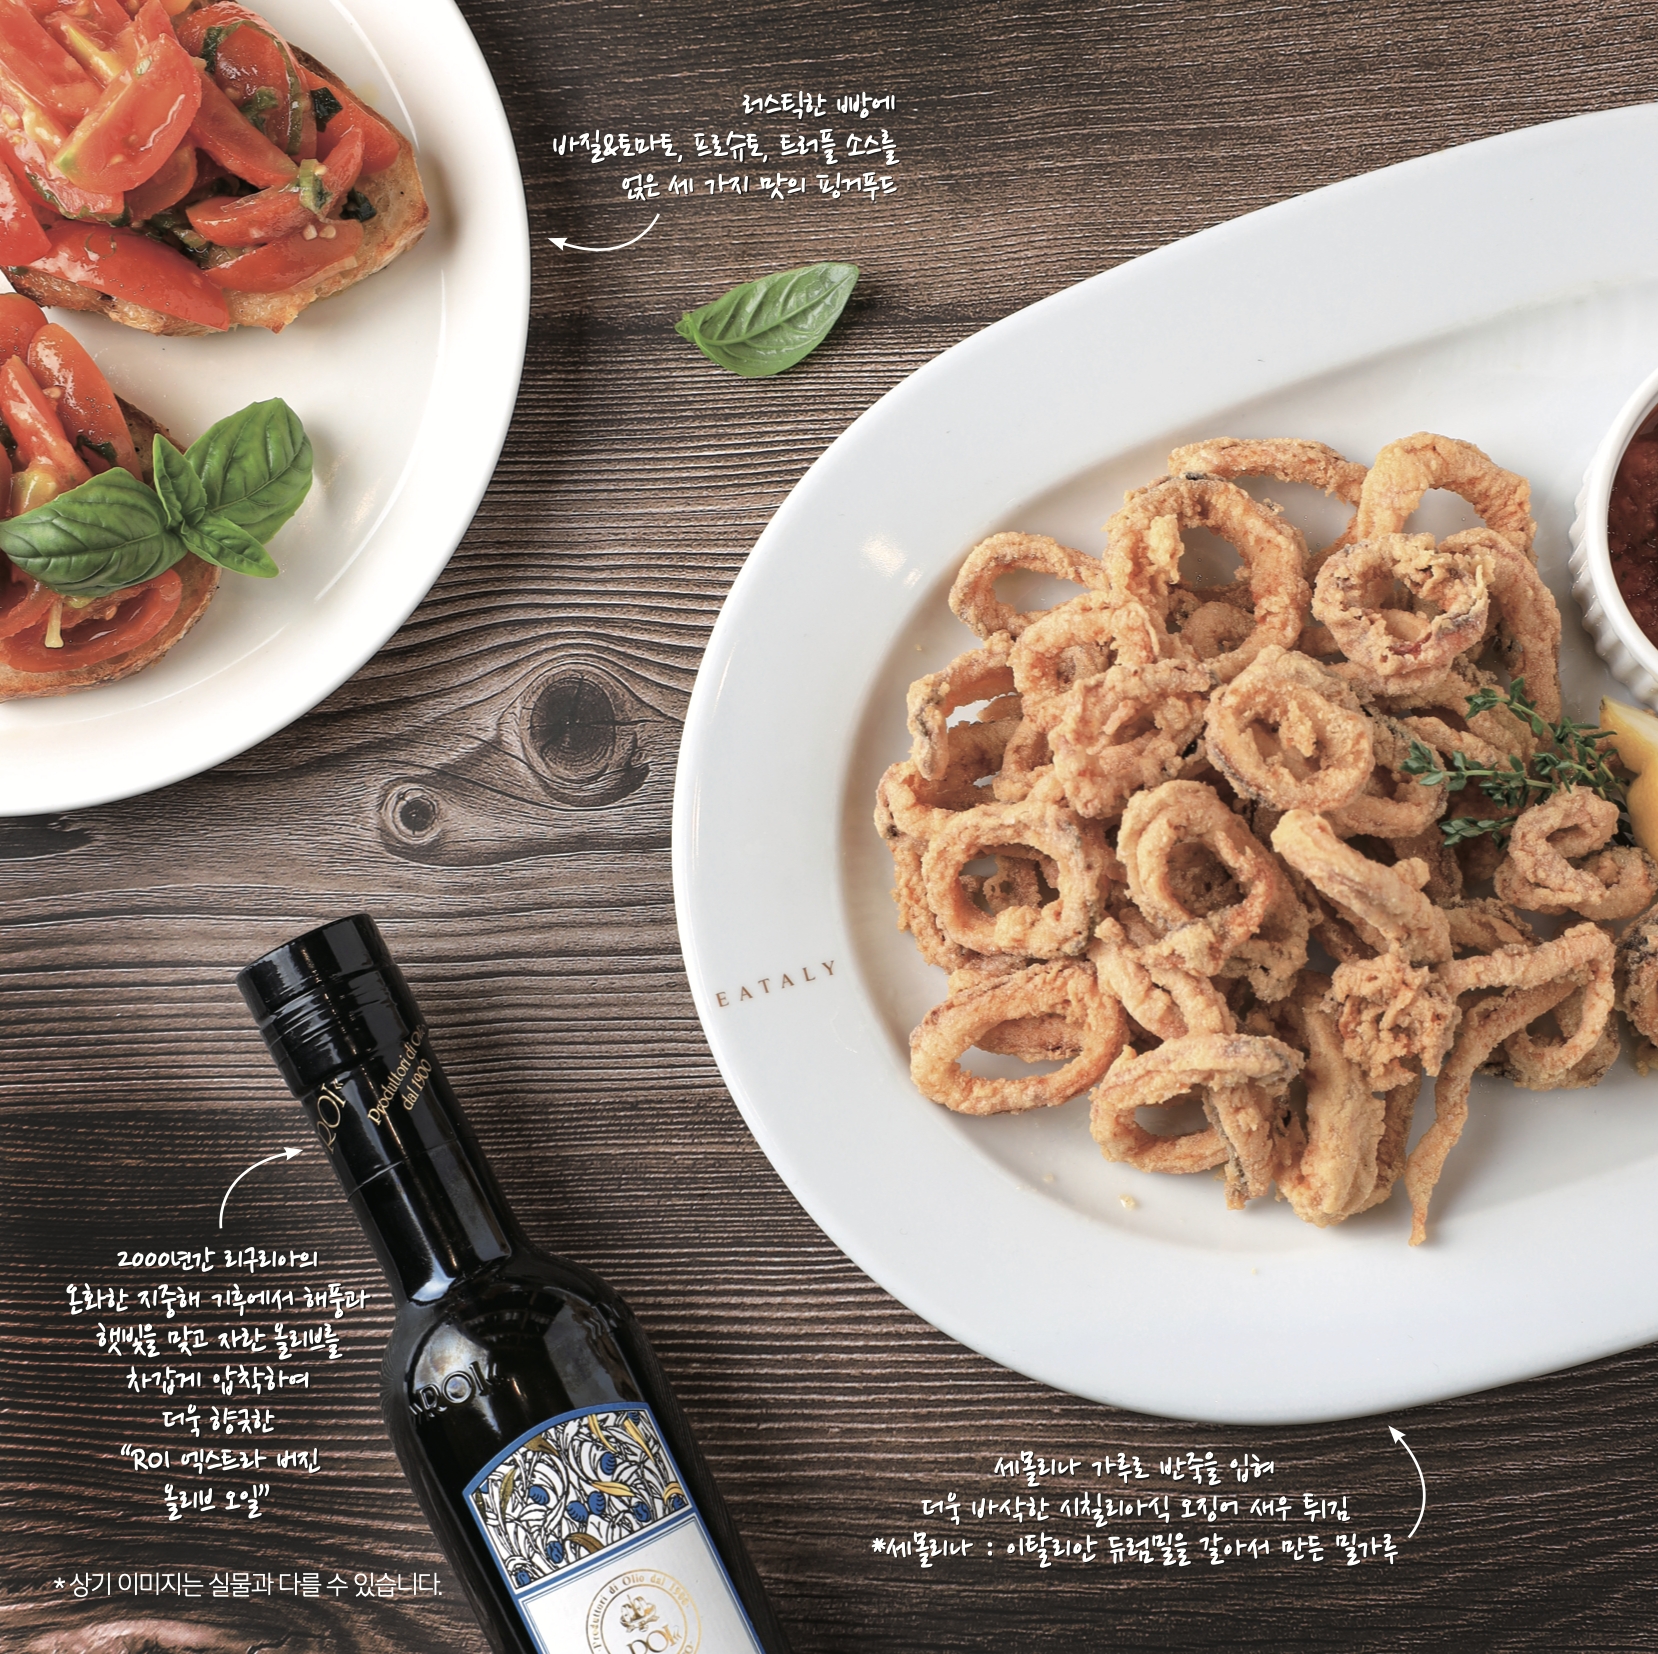 러스틱한 빵에
바질&토마토, 프로슈토, 트러플 소스를
얹은 세 가지 맛의 핑거푸드
EATALY
ROI
Produttori di
dal 1900
2000년간 리구리아의
온화한 지중해 기후에서 해풍과
햇빛을 맞고 자란 올리브를
차갑게 압착하여
더욱 향긋한
“ROI 엑스트라 버진
올리브 오일”
ROI
세몰리나 가루로 반죽을 입혀
더욱 바삭한 시칠리아식 오징어 새우 튀김
*세몰리나 : 이탈리안 듀럼밀을 갈아서 만든 밀가루
* 상기 이미지는 실물과 다를 수 있습니다.
Produttori di Olio dal 1900
ROI